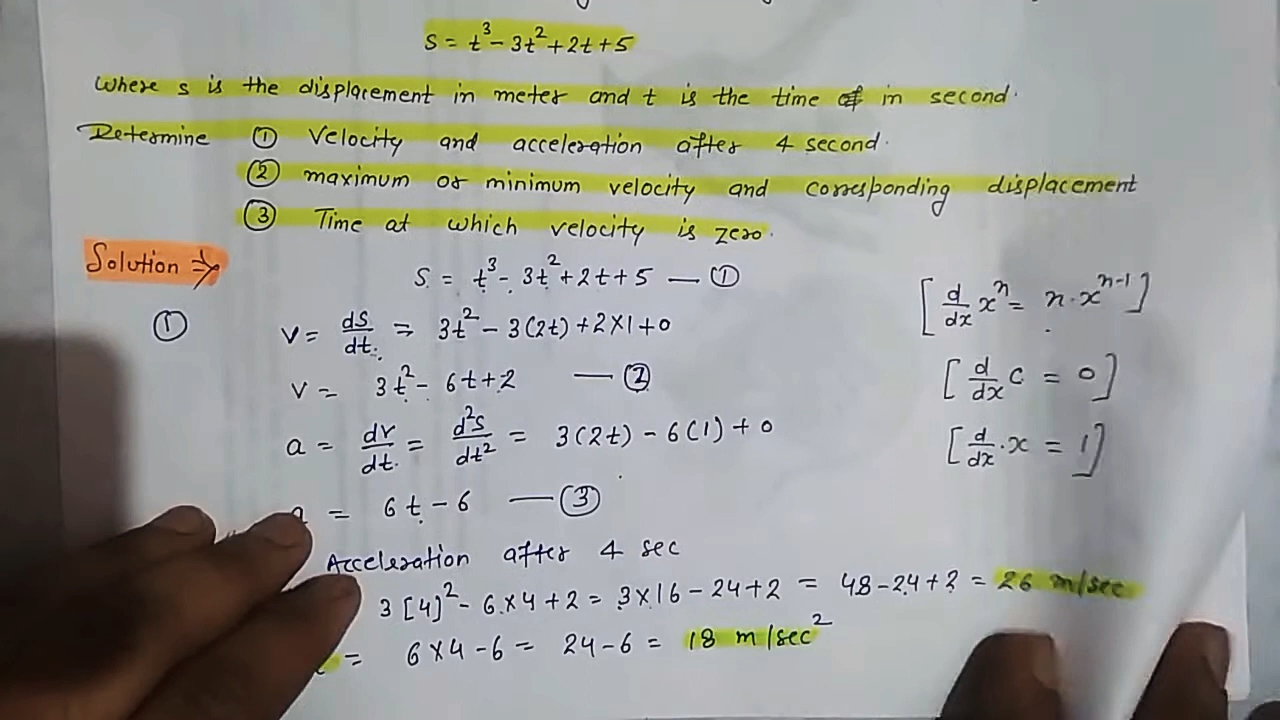 S = t³ - 3t² + 2t + 5
where s is the displacement in meter and t is the time in second.
Determine ① Velocity and acceleration after 4 second.
② maximum or minimum velocity and corresponding displacement
③ Time at which velocity is zero.
Solution ⇒
S = t³ - 3t² + 2t + 5 — ①
①
V = dS/dt = 3t² - 3(2t) + 2×1 + 0
V = 3t² - 6t + 2 — ②
a = dv/dt = d²s/dt² = 3(2t) - 6(1) + 0
a = 6t - 6 — ③
Acceleration after 4 sec
3[4]² - 6×4 + 2 = 3×16 - 24 + 2 = 48 - 24 + 2 = 26 m/sec
= 6×4 - 6 = 24 - 6 = 18 m/sec²
[d/dx xⁿ = n·xⁿ⁻¹]
[d/dx c = 0]
[d/dx·x = 1]